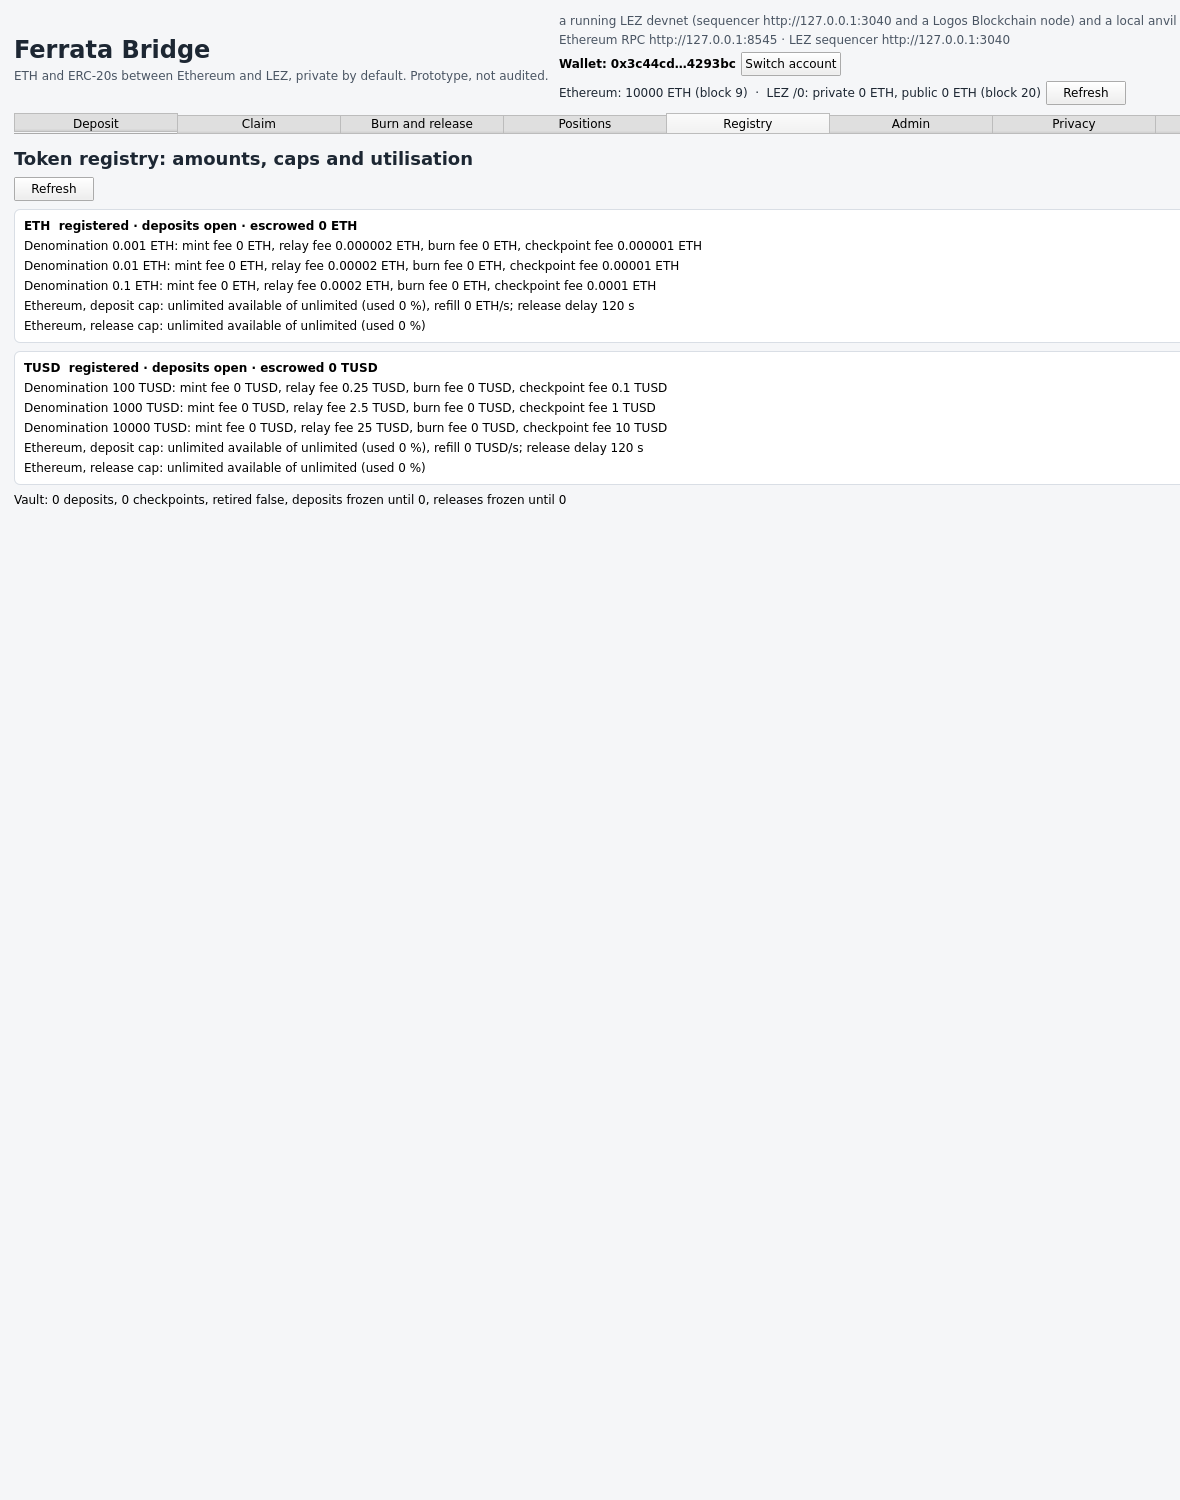 Ferrata Bridge
ETH and ERC-20s between Ethereum and LEZ, private by default. Prototype, not audited.
a running LEZ devnet (sequencer http://127.0.0.1:3040 and a Logos Blockchain node) and a local anvil
Ethereum RPC http://127.0.0.1:8545 · LEZ sequencer http://127.0.0.1:3040
Wallet: 0x3c44cd…4293bc Switch account
Ethereum: 10000 ETH (block 9) · LEZ /0: private 0 ETH, public 0 ETH (block 20) Refresh
Deposit Claim Burn and release Positions Registry Admin Privacy
Token registry: amounts, caps and utilisation
Refresh
ETH registered · deposits open · escrowed 0 ETH
Denomination 0.001 ETH: mint fee 0 ETH, relay fee 0.000002 ETH, burn fee 0 ETH, checkpoint fee 0.000001 ETH
Denomination 0.01 ETH: mint fee 0 ETH, relay fee 0.00002 ETH, burn fee 0 ETH, checkpoint fee 0.00001 ETH
Denomination 0.1 ETH: mint fee 0 ETH, relay fee 0.0002 ETH, burn fee 0 ETH, checkpoint fee 0.0001 ETH
Ethereum, deposit cap: unlimited available of unlimited (used 0 %), refill 0 ETH/s; release delay 120 s
Ethereum, release cap: unlimited available of unlimited (used 0 %)
TUSD registered · deposits open · escrowed 0 TUSD
Denomination 100 TUSD: mint fee 0 TUSD, relay fee 0.25 TUSD, burn fee 0 TUSD, checkpoint fee 0.1 TUSD
Denomination 1000 TUSD: mint fee 0 TUSD, relay fee 2.5 TUSD, burn fee 0 TUSD, checkpoint fee 1 TUSD
Denomination 10000 TUSD: mint fee 0 TUSD, relay fee 25 TUSD, burn fee 0 TUSD, checkpoint fee 10 TUSD
Ethereum, deposit cap: unlimited available of unlimited (used 0 %), refill 0 TUSD/s; release delay 120 s
Ethereum, release cap: unlimited available of unlimited (used 0 %)
Vault: 0 deposits, 0 checkpoints, retired false, deposits frozen until 0, releases frozen until 0